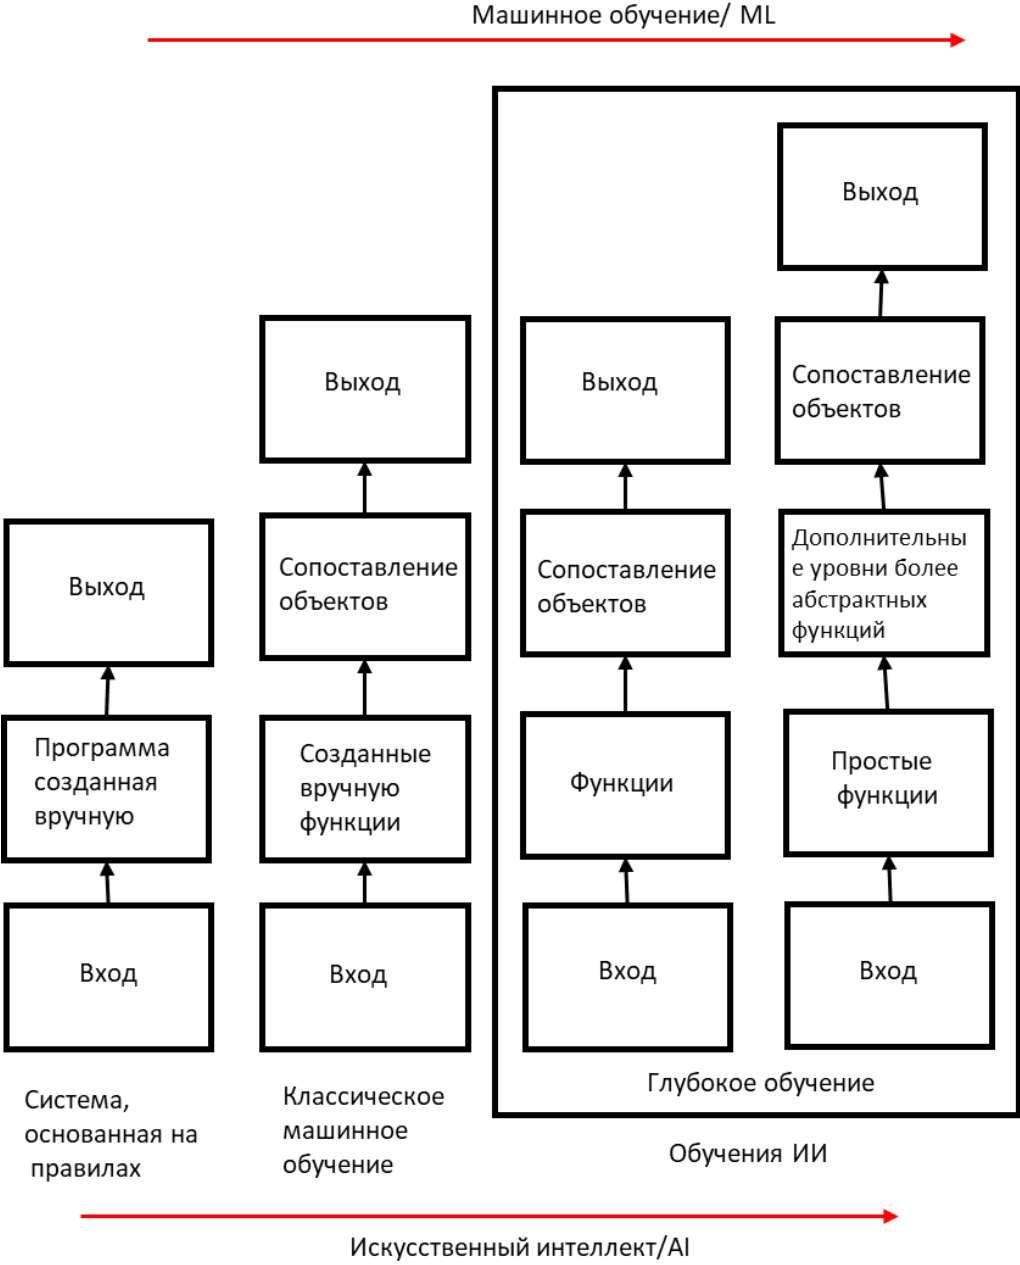 Машинное обучение/ ML
Выход
Программа
созданная
вручную
Вход
Система,
основанная на
правилах
Выход
Сопоставление
объектов
Созданные
вручную
функции
Вход
Классическое
машинное
обучение
Выход
Сопоставление
объектов
Функции
Вход
Выход
Сопоставление
объектов
Дополнительны
е уровни более
абстрактных
функций
Простые
функции
Вход
Глубокое обучение
Обучения ИИ
Искусственный интеллект/AI